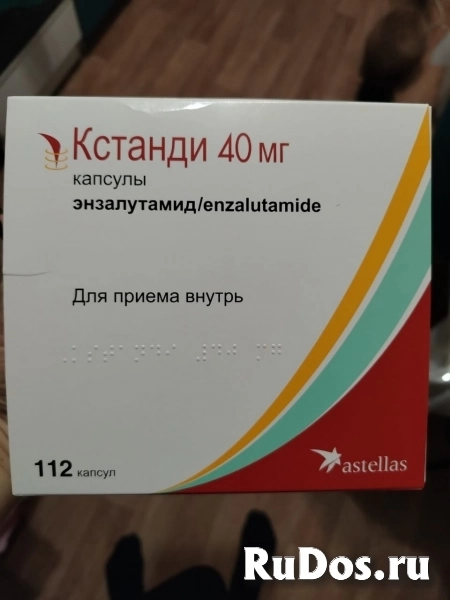 Кстанди 40 мг
капсулы
энзалутамид/enzalutamide
Для приема внутрь
112 капсул
astellas
RuDos.ru